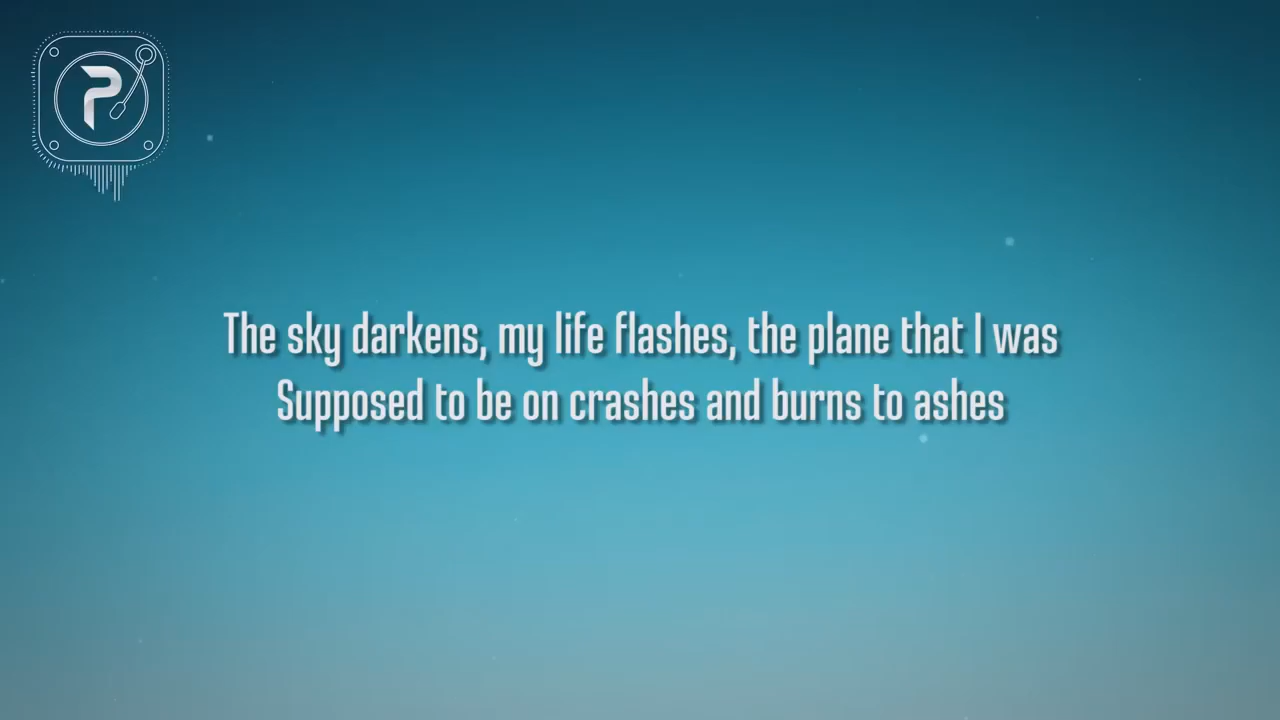 P
The sky darkens, my life flashes, the plane that I was
Supposed to be on crashes and burns to ashes